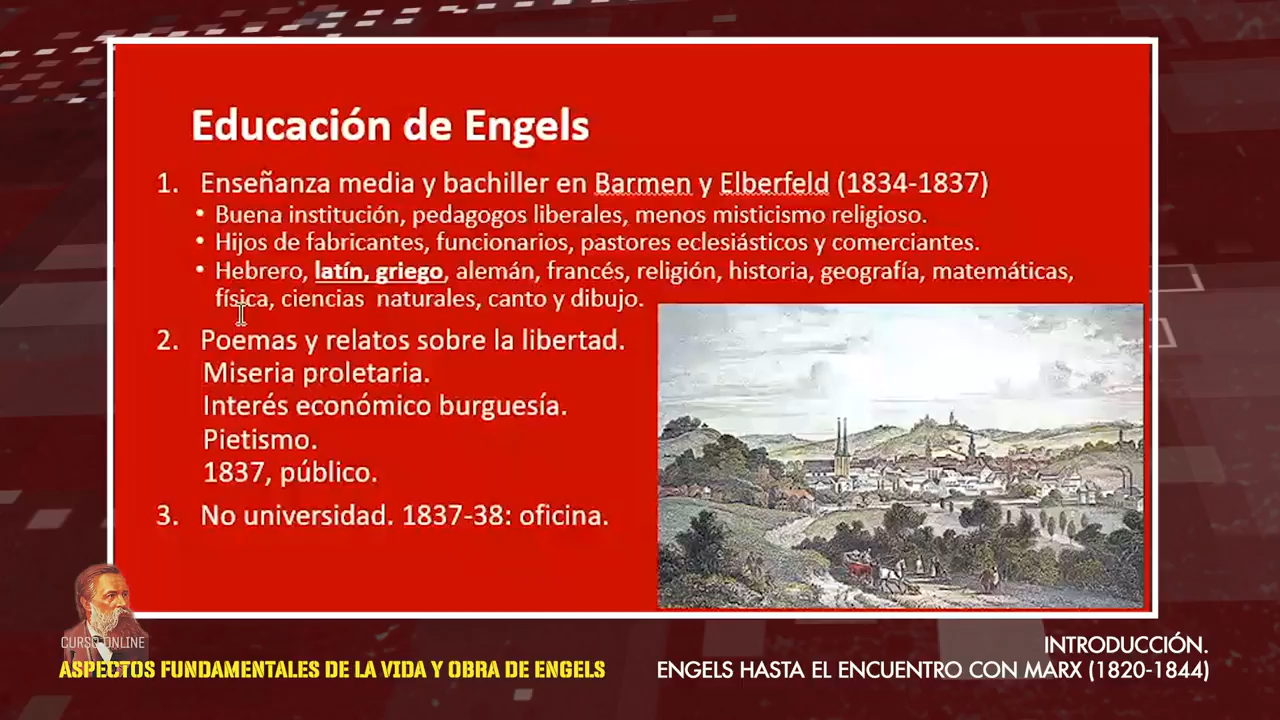 Educación de Engels
1. Enseñanza media y bachiller en Barmen y Elberfeld (1834-1837)
• Buena institución, pedagogos liberales, menos misticismo religioso.
• Hijos de fabricantes, funcionarios, pastores eclesiásticos y comerciantes.
• Hebreo, latín, griego, alemán, francés, religión, historia, geografía, matemáticas,
física, ciencias naturales, canto y dibujo.
2. Poemas y relatos sobre la libertad.
Miseria proletaria.
Interés económico burguesía.
Pietismo.
1837, público.
3. No universidad. 1837-38: oficina.
CURSO ONLINE
ASPECTOS FUNDAMENTALES DE LA VIDA Y OBRA DE ENGELS
INTRODUCCIÓN.
ENGELS HASTA EL ENCUENTRO CON MARX (1820-1844)